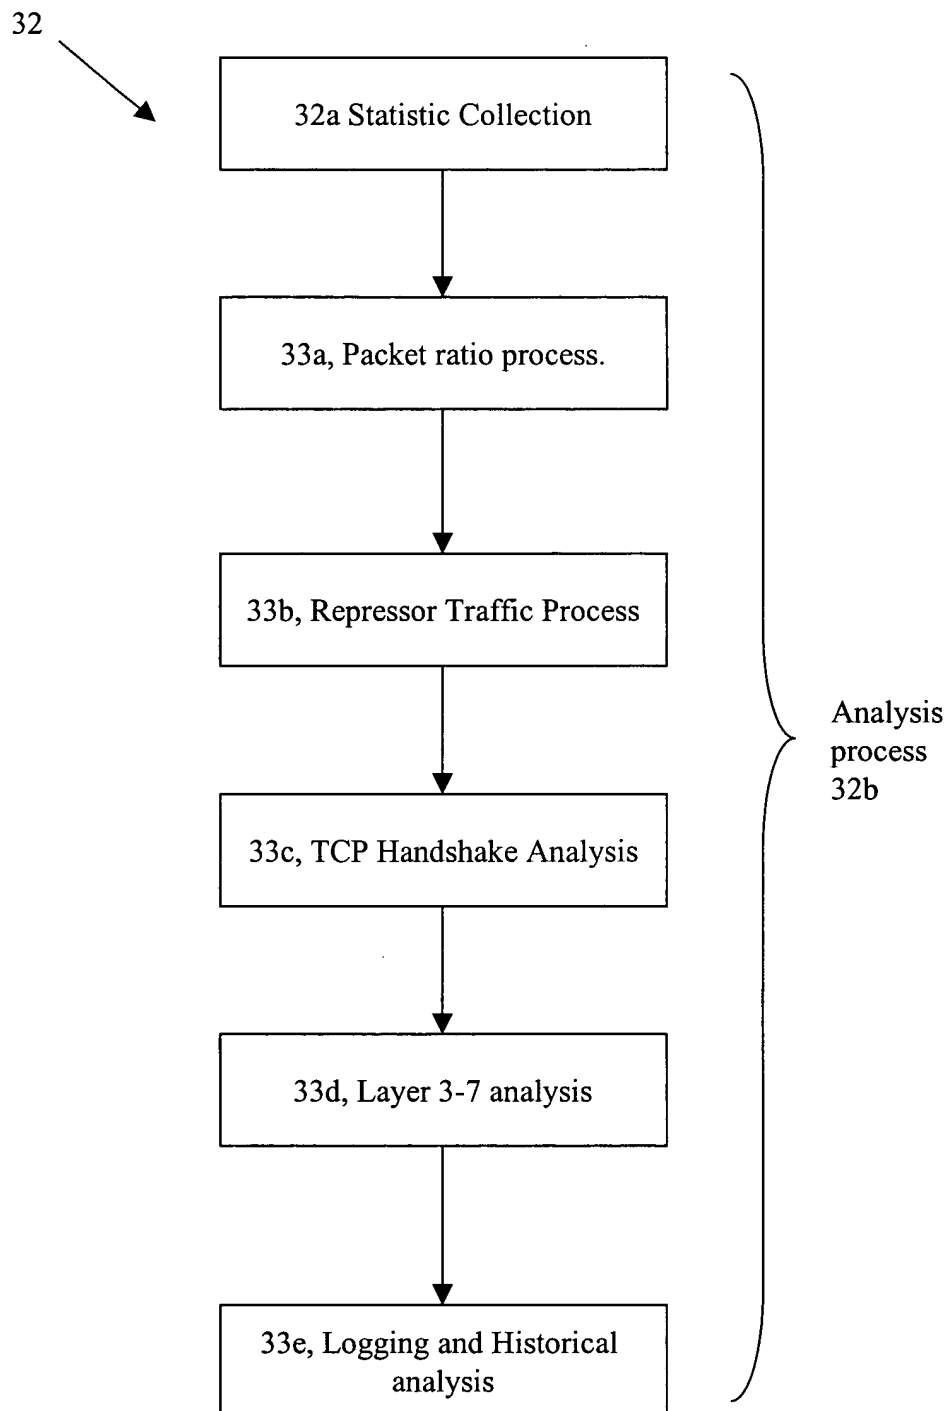 32
32a Statistic Collection
33a, Packet ratio process.
33b, Repressor Traffic Process
33c, TCP Handshake Analysis
33d, Layer 3-7 analysis
33e, Logging and Historical
analysis
Analysis
process
32b